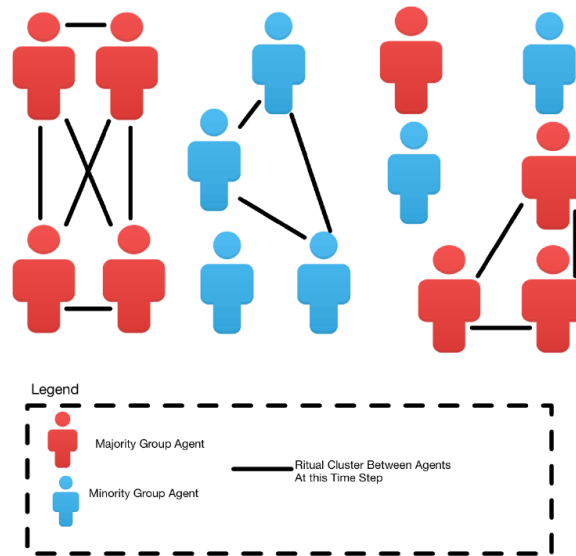 Legend
Majority Group Agent
Ritual Cluster Between Agents
At this Time Step
Minority Group Agent